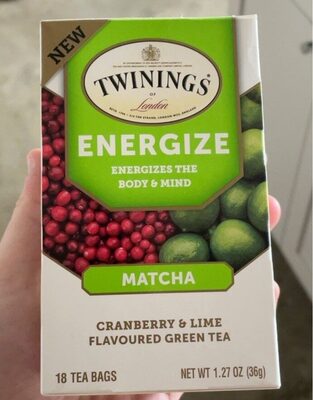 NEW
TWININGS®
OF
London
ENERGIZE
ENERGIZES THE
BODY & MIND
MATCHA
CRANBERRY & LIME
FLAVOURED GREEN TEA
18 TEA BAGS
NET WT 1.27 OZ (36g)